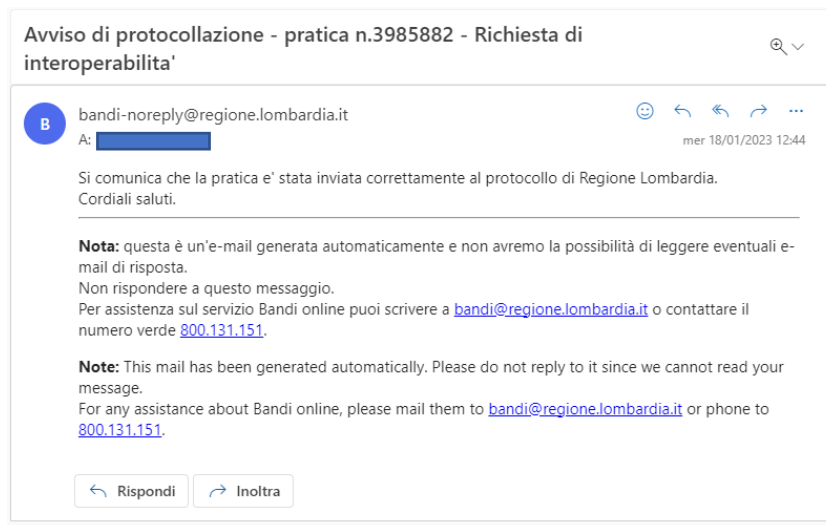 Avviso di protocollazione - pratica n.3985882 - Richiesta di
interoperabilita'
B
bandi-noreply@regione.lombardia.it
A:
mer 18/01/2023 12:44
Si comunica che la pratica e' stata inviata correttamente al protocollo di Regione Lombardia.
Cordiali saluti.
Nota: questa è un'e-mail generata automaticamente e non avremo la possibilità di leggere eventuali e-
mail di risposta.
Non rispondere a questo messaggio.
Per assistenza sul servizio Bandi online puoi scrivere a bandi@regione.lombardia.it o contattare il
numero verde 800.131.151.
Note: This mail has been generated automatically. Please do not reply to it since we cannot read your
message.
For any assistance about Bandi online, please mail them to bandi@regione.lombardia.it or phone to
800.131.151.
Rispondi
Inoltra